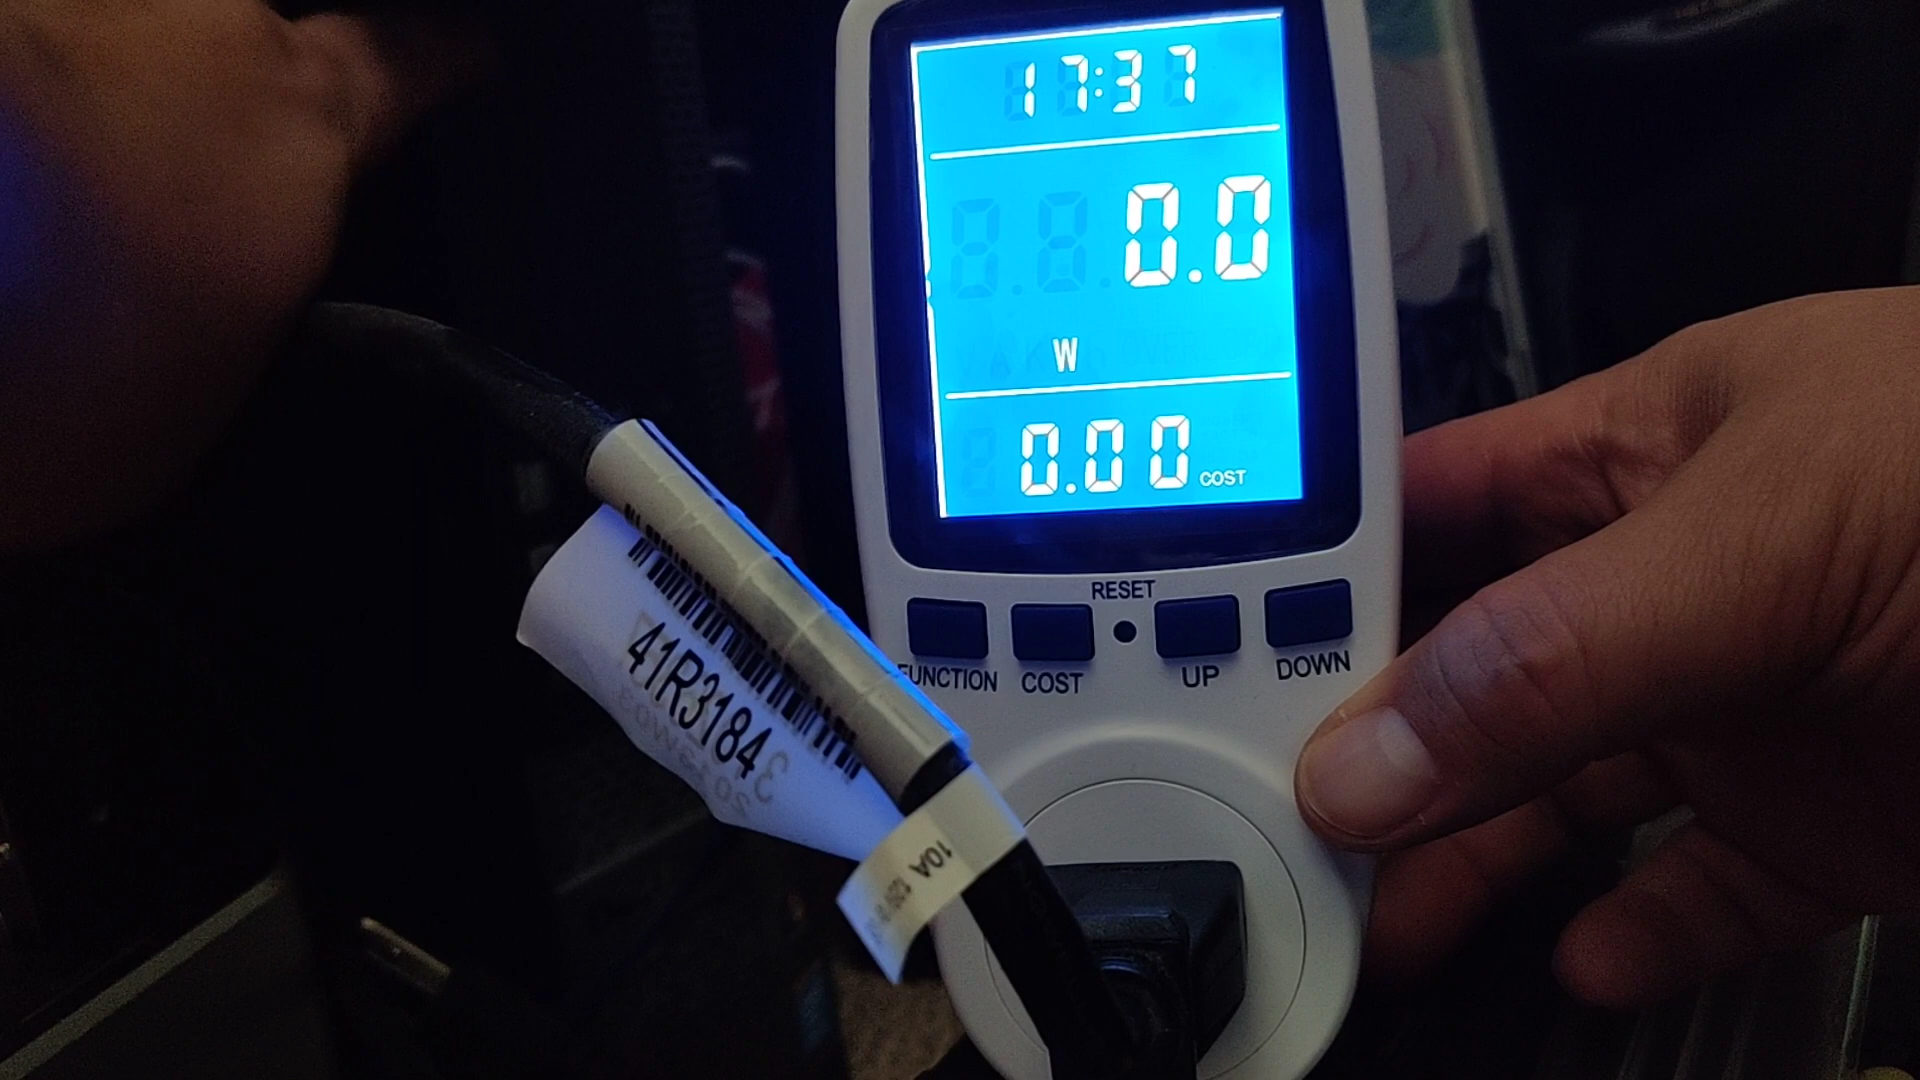 17:37
0.0
W
0.00 COST
RESET
FUNCTION COST UP DOWN
41R3184
10A